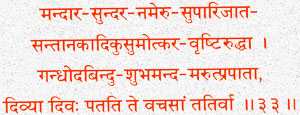 मन्दार-सुन्दर-नमेरु-सुपारिजात-
सन्तानकादिकुसुमोत्कर-वृष्टिरुद्धा ।
गन्धोदबिन्दु-शुभमन्द-मरुत्प्रपाता,
दिव्या दिवः पतति ते वचसां ततिर्वा ॥३३॥